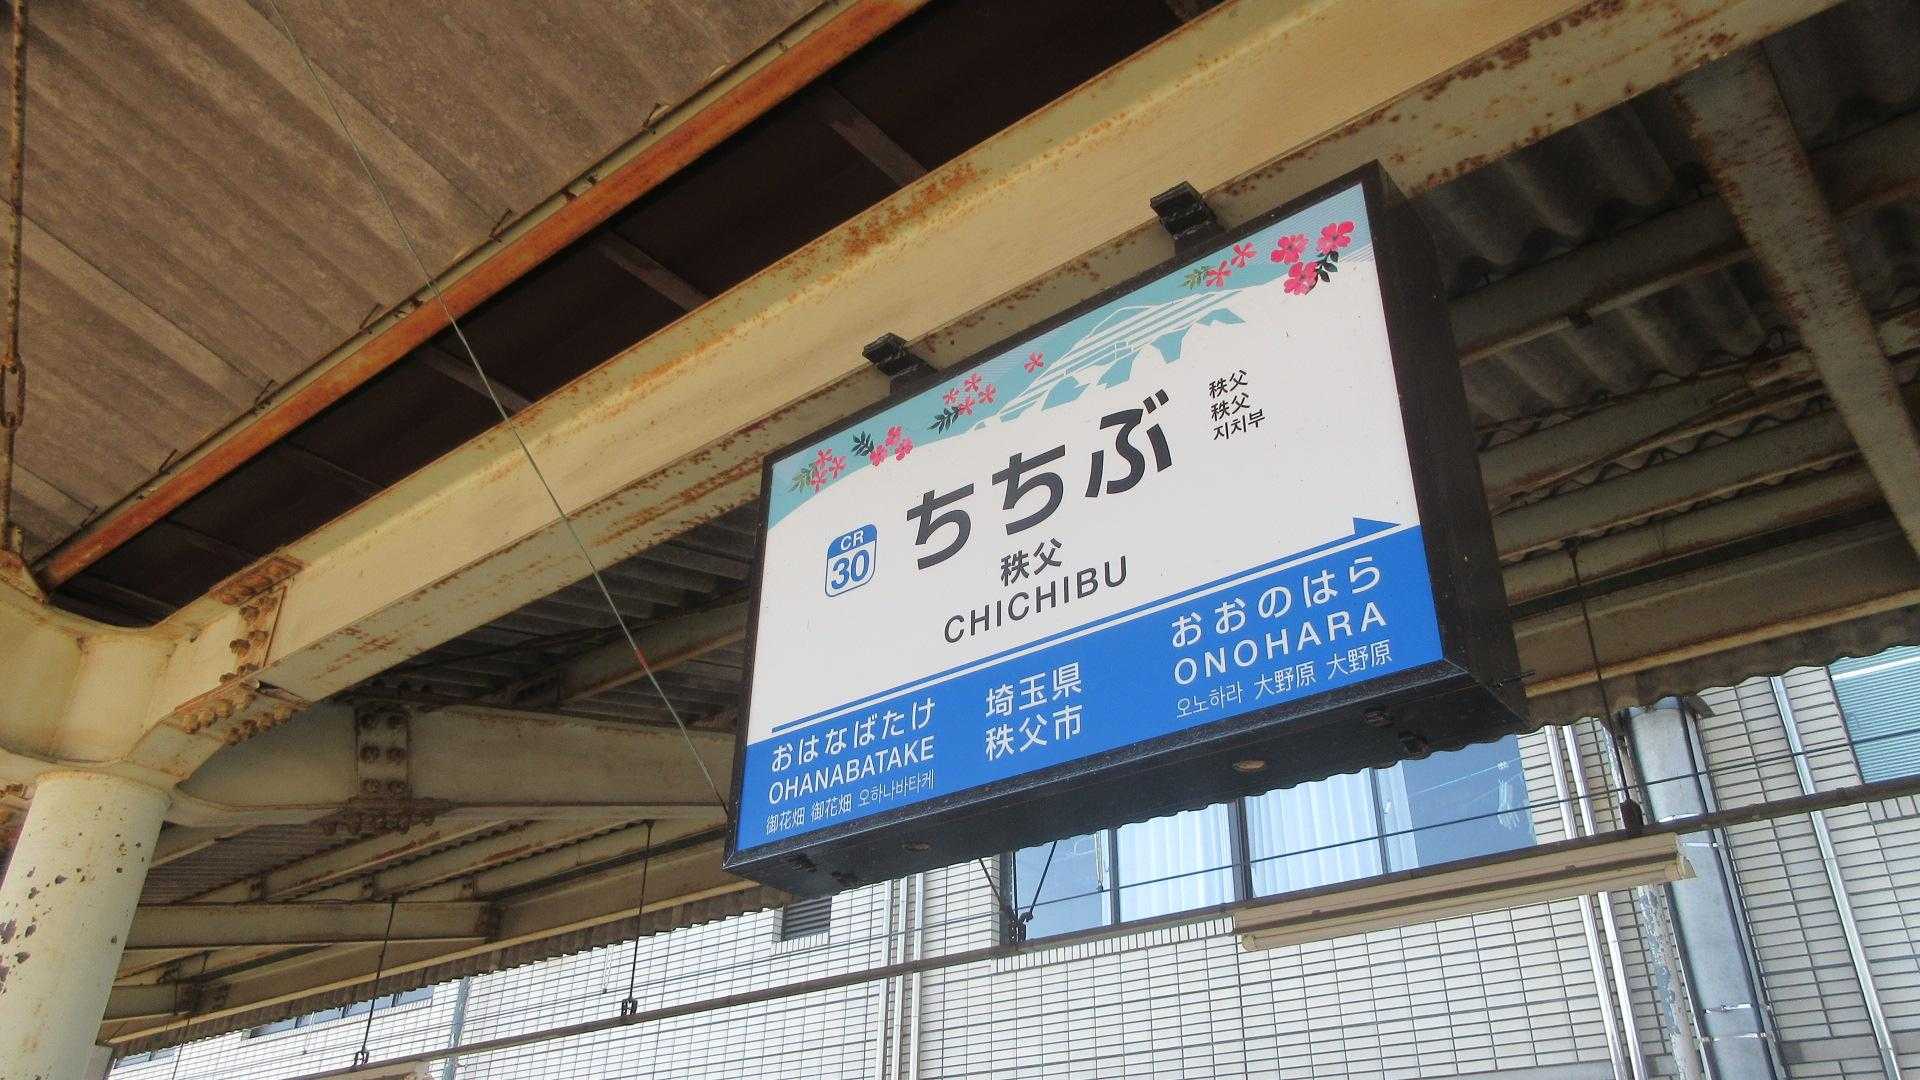 秩父
秩父
지치부
CR
30
ちちぶ
秩父
CHICHIBU
おはなばたけ
OHANABATAKE
御花畑 御花畑 오하나바타케
埼玉県
秩父市
おおのはら
ONOHARA
오노하라 大野原 大野原